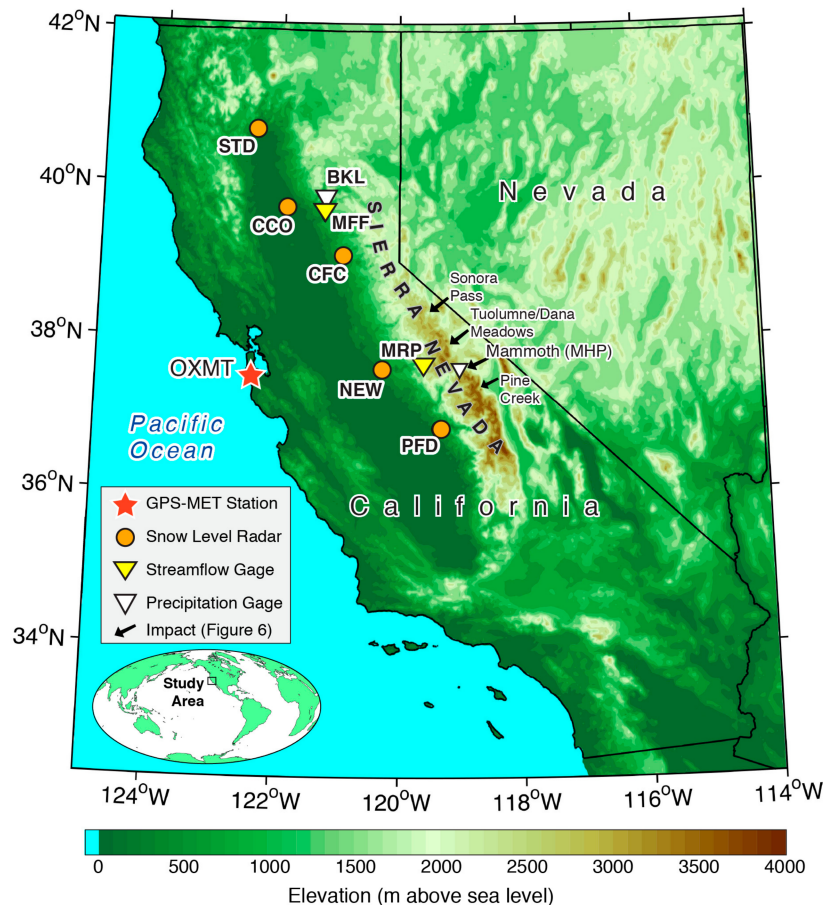 42°N
40°N
38°N
36°N
34°N
STD
BKL
CCO
MFF
CFC
SIERRA NEVADA
Nevada
Sonora
Pass
Tuolumne/Dana
Meadows
MRP
Mammoth (MHP)
OXMT
NEW
Pine
Creek
PFD
Pacific
Ocean
California
GPS-MET Station
Snow Level Radar
Streamflow Gage
Precipitation Gage
Impact (Figure 6)
Study
Area
124°W 122°W 120°W 118°W 116°W 114°W
0 500 1000 1500 2000 2500 3000 3500 4000
Elevation (m above sea level)